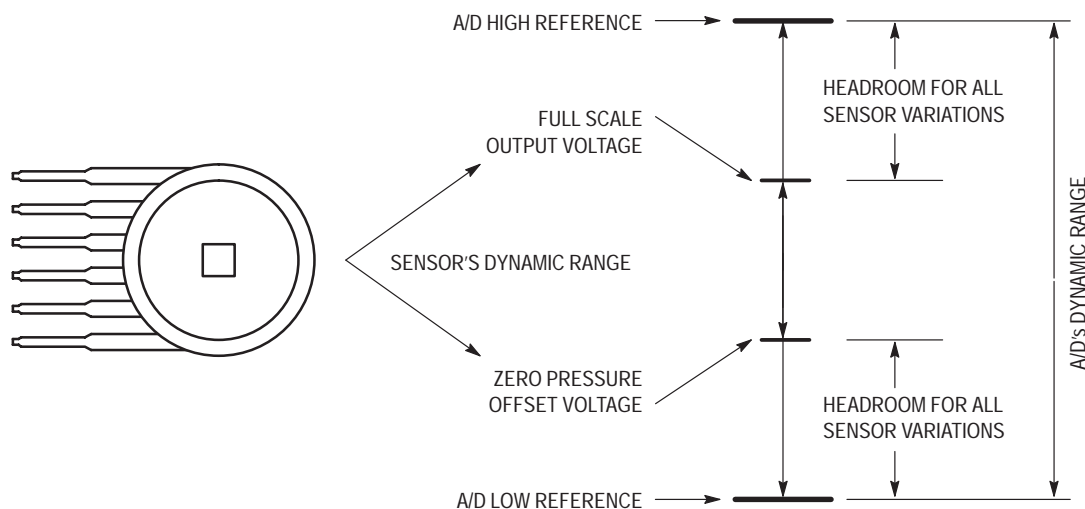 A/D HIGH REFERENCE
HEADROOM FOR ALL
SENSOR VARIATIONS
FULL SCALE
OUTPUT VOLTAGE
SENSOR'S DYNAMIC RANGE
A/D's DYNAMIC RANGE
ZERO PRESSURE
OFFSET VOLTAGE
HEADROOM FOR ALL
SENSOR VARIATIONS
A/D LOW REFERENCE